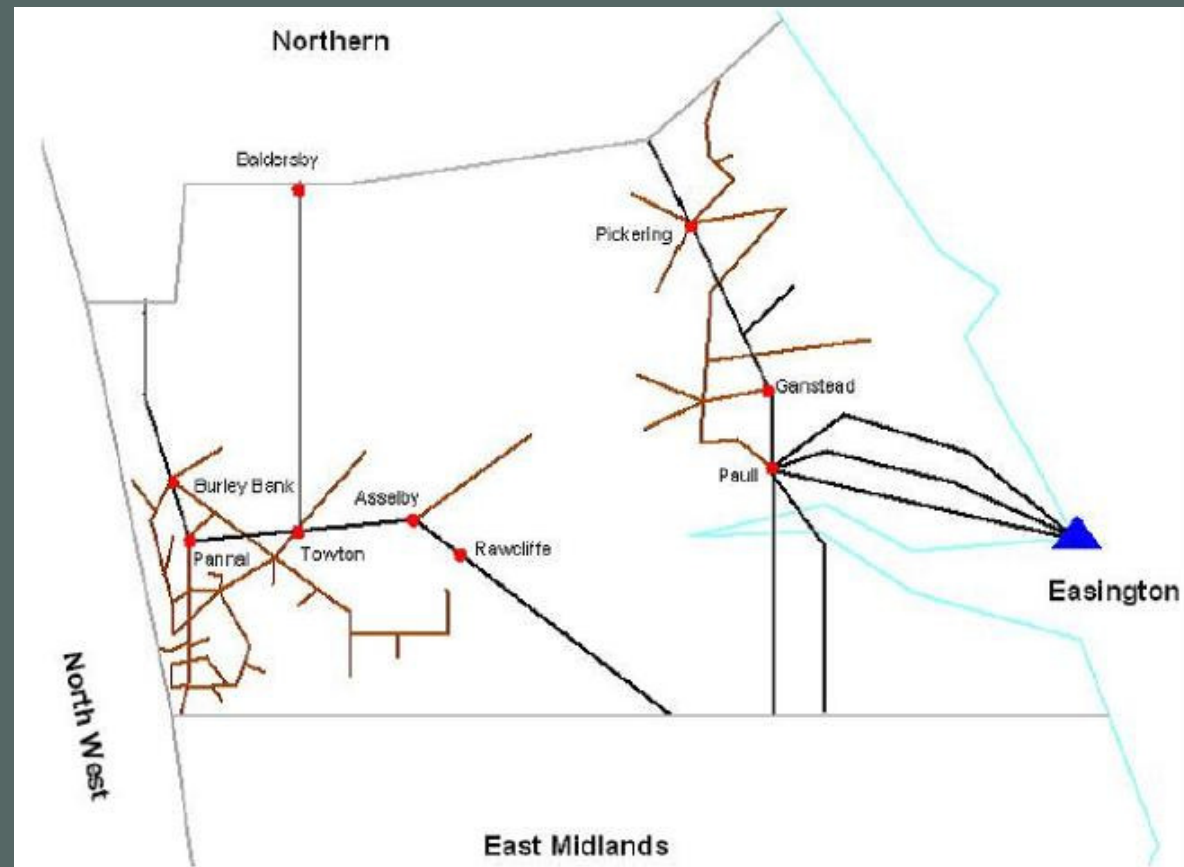 Northern
Baldersby
Pickering
Ganstead
Burley Bank
Asselby
Paull
Pannal
Towton
Rawcliffe
Easington
North West
East Midlands